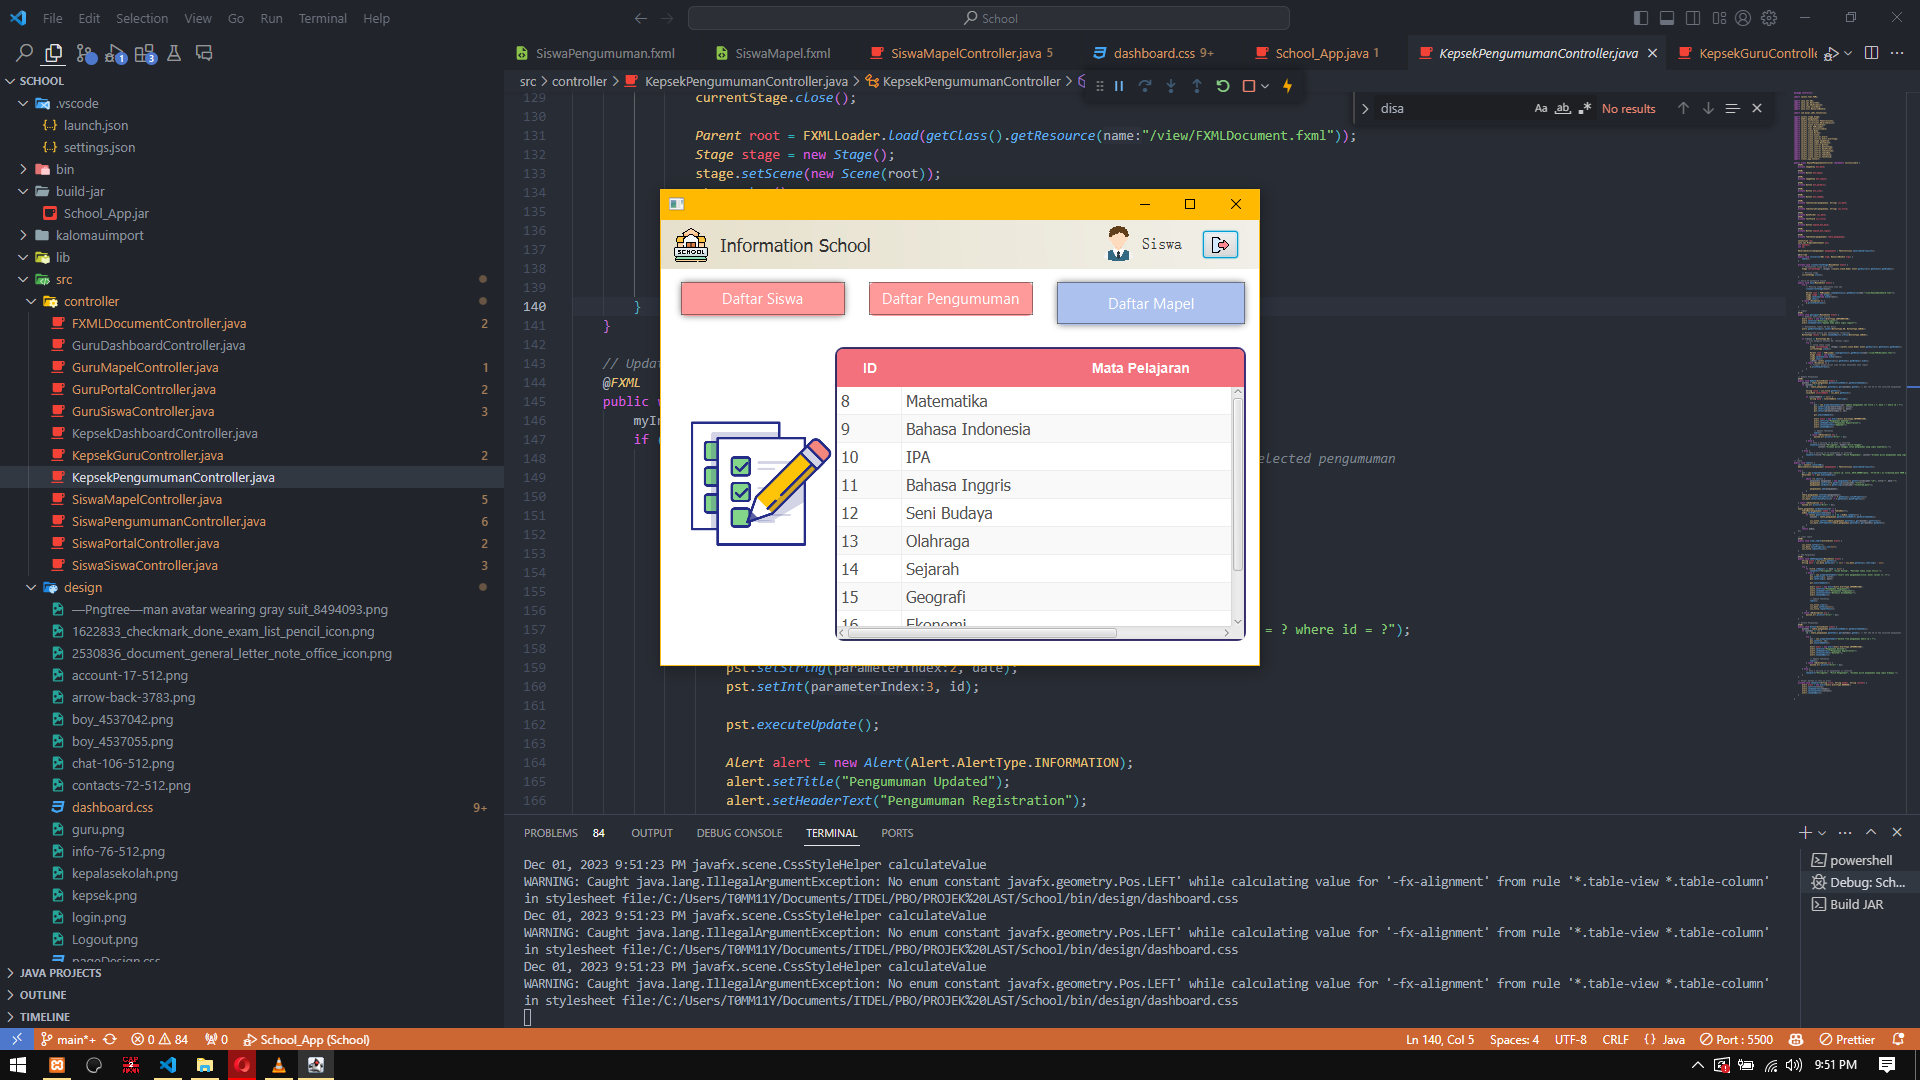 File Edit Selection View Go Run Terminal Help
School
SiswaPengumuman.fxml
SiswaMapel.fxml
SiswaMapelController.java 5
dashboard.css 9+
School_App.java 1
KepsekPengumumanController.java
KepsekGuruControlle
SCHOOL
.vscode
launch.json
settings.json
bin
build-jar
School_App.jar
kalomauimport
lib
src
controller
FXMLDocumentController.java 2
GuruDashboardController.java
GuruMapelController.java 1
GuruPortalController.java 2
GuruSiswaController.java 3
KepsekDashboardController.java
KepsekGuruController.java 2
KepsekPengumumanController.java
SiswaMapelController.java 5
SiswaPengumumanController.java 6
SiswaPortalController.java 2
SiswaSiswaController.java 3
design
—Pngtree—man avatar wearing gray suit_8494093.png
1622833_checkmark_done_exam_list_pencil_icon.png
2530836_document_general_letter_note_office_icon.png
account-17-512.png
arrow-back-3783.png
boy_4537042.png
boy_4537055.png
chat-106-512.png
contacts-72-512.png
dashboard.css 9+
guru.png
info-76-512.png
kepalasekolah.png
kepsek.png
login.png
Logout.png
pageDesign.css
JAVA PROJECTS
OUTLINE
TIMELINE
src > controller > KepsekPengumumanController.java > KepsekPengumumanController >
disa
Aa ab No results
129 currentStage.close();
130
131 Parent root = FXMLLoader.load(getClass().getResource(name:"/view/FXMLDocument.fxml"));
132 Stage stage = new Stage();
133 stage.setScene(new Scene(root));
134
135
136
137
138
139
140 }
141 }
142
143 // Upda
144 @FXML
145 public
146 myIn
147 if (
148 elected pengumuman
149
150
151
152
153
154
155
156
157 = ? where id = ?");
158
159 pst.setString(parameterIndex:2, date);
160 pst.setInt(parameterIndex:3, id);
161
162 pst.executeUpdate();
163
164 Alert alert = new Alert(Alert.AlertType.INFORMATION);
165 alert.setTitle("Pengumuman Updated");
166 alert.setHeaderText("Pengumuman Registration");
SCHOOL
Information School
Siswa
Daftar Siswa
Daftar Pengumuman
Daftar Mapel
ID Mata Pelajaran
8 Matematika
9 Bahasa Indonesia
10 IPA
11 Bahasa Inggris
12 Seni Budaya
13 Olahraga
14 Sejarah
15 Geografi
16 Ekonomi
PROBLEMS 84 OUTPUT DEBUG CONSOLE TERMINAL PORTS
Dec 01, 2023 9:51:23 PM javafx.scene.CssStyleHelper calculateValue
WARNING: Caught java.lang.IllegalArgumentException: No enum constant javafx.geometry.Pos.LEFT' while calculating value for '-fx-alignment' from rule '*.table-view *.table-column'
in stylesheet file:/C:/Users/T0MM11Y/Documents/ITDEL/PBO/PROJEK%20LAST/School/bin/design/dashboard.css
Dec 01, 2023 9:51:23 PM javafx.scene.CssStyleHelper calculateValue
WARNING: Caught java.lang.IllegalArgumentException: No enum constant javafx.geometry.Pos.LEFT' while calculating value for '-fx-alignment' from rule '*.table-view *.table-column'
in stylesheet file:/C:/Users/T0MM11Y/Documents/ITDEL/PBO/PROJEK%20LAST/School/bin/design/dashboard.css
Dec 01, 2023 9:51:23 PM javafx.scene.CssStyleHelper calculateValue
WARNING: Caught java.lang.IllegalArgumentException: No enum constant javafx.geometry.Pos.LEFT' while calculating value for '-fx-alignment' from rule '*.table-view *.table-column'
in stylesheet file:/C:/Users/T0MM11Y/Documents/ITDEL/PBO/PROJEK%20LAST/School/bin/design/dashboard.css
powershell
Debug: Sch...
Build JAR
main*+ 0 84 0 School_App (School)
Ln 140, Col 5 Spaces: 4 UTF-8 CRLF {} Java Port : 5500 Prettier
9:51 PM